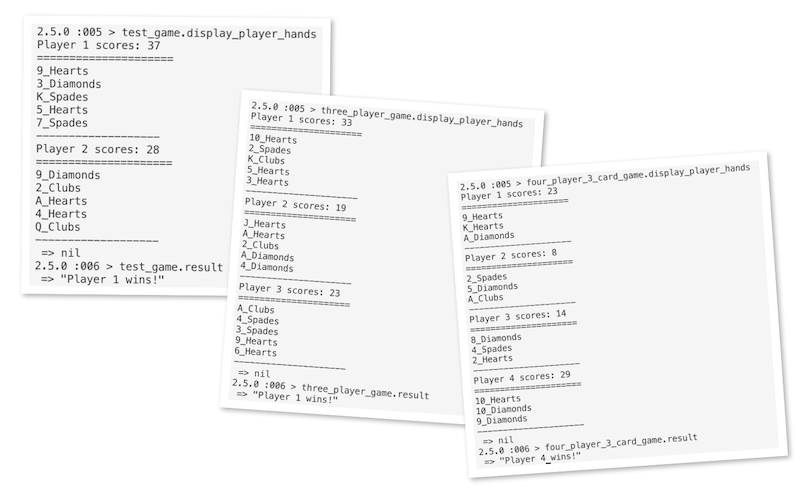 2.5.0 :005 > test_game.display_player_hands
Player 1 scores: 37
=====================
9_Hearts
3_Diamonds
K_Spades
5_Hearts
7_Spades
-------------------
Player 2 scores: 28
=====================
9_Diamonds
2_Clubs
A_Hearts
4_Hearts
Q_Clubs
-------------------
=> nil
2.5.0 :006 > test_game.result
=> "Player 1 wins!"
2.5.0 :005 > three_player_game.display_player_hands
Player 1 scores: 33
=====================
10_Hearts
2_Spades
K_Clubs
5_Hearts
3_Hearts
-------------------
Player 2 scores: 19
=====================
J_Hearts
A_Hearts
2_Clubs
A_Diamonds
4_Diamonds
-------------------
Player 3 scores: 23
=====================
A_Clubs
4_Spades
3_Spades
9_Hearts
6_Hearts
-------------------
=> nil
2.5.0 :006 > three_player_game.result
=> "Player 1 wins!"
2.5.0 :005 > four_player_3_card_game.display_player_hands
Player 1 scores: 23
=====================
9_Hearts
K_Hearts
A_Diamonds
-------------------
Player 2 scores: 8
=====================
2_Spades
5_Diamonds
A_Clubs
-------------------
Player 3 scores: 14
=====================
8_Diamonds
4_Spades
2_Hearts
-------------------
Player 4 scores: 29
=====================
10_Hearts
10_Diamonds
9_Diamonds
-------------------
=> nil
2.5.0 :006 > four_player_3_card_game.result
=> "Player 4 wins!"